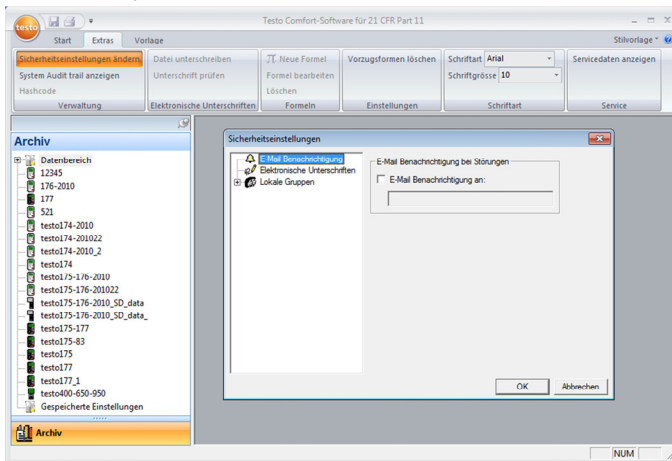 testo
Testo Comfort-Software für 21 CFR Part 11
Start Extras Vorlage Stilvorlage
Sicherheitseinstellungen ändern Datei unterschreiben Neue Formel Vorzugsformen löschen Schriftart Arial Servicedaten anzeigen
System Audit trail anzeigen Unterschrift prüfen Formel bearbeiten Schriftgrösse 10
Hashcode Löschen
Verwaltung Elektronische Unterschriften Formeln Einstellungen Schriftart Service
Archiv
Datenbereich
12345
176-2010
177
521
testo174-2010
testo174-201022
testo174-2010_2
testo174
testo175-176-2010
testo175-176-201022
testo175-176-2010_SD_data
testo175-176-2010_SD_data_
testo175-177
testo175-83
testo175
testo177
testo177_1
testo400-650-950
Gespeicherte Einstellungen
Archiv
Sicherheitseinstellungen
E-Mail Benachrichtigung
Elektronische Unterschriften
Lokale Gruppen
E-Mail Benachrichtigung bei Störungen
E-Mail Benachrichtigung an:
OK Abbrechen
NUM